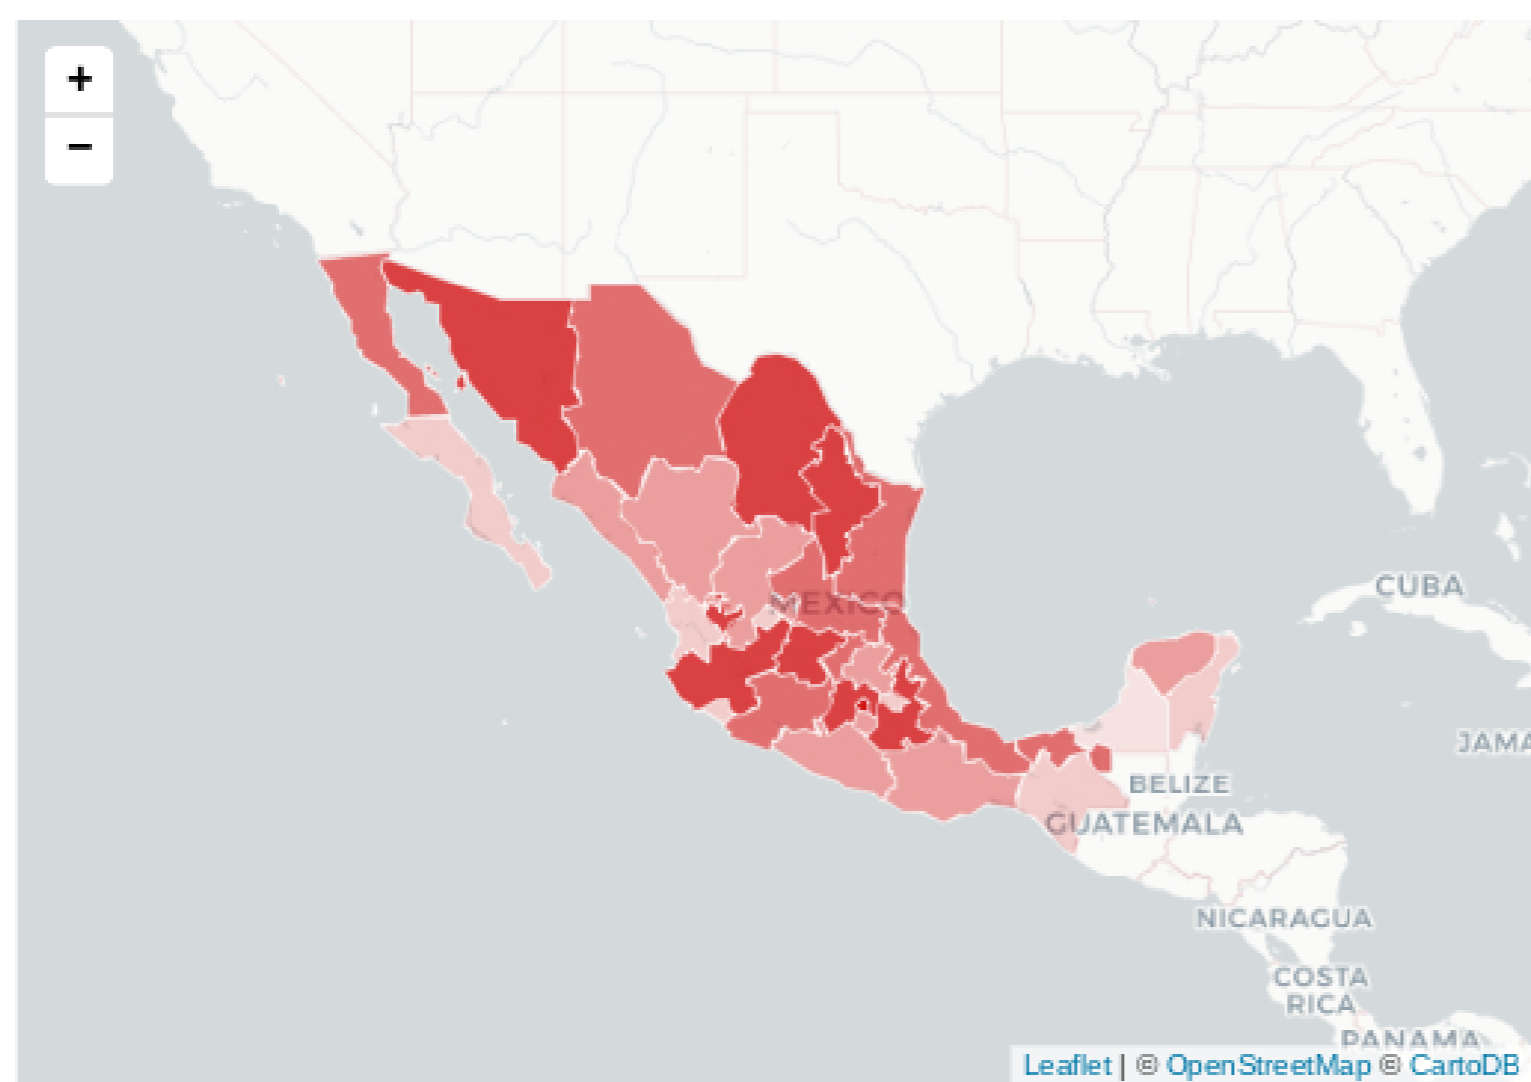 +
−
MEXICO
CUBA
JAMA
BELIZE
GUATEMALA
NICARAGUA
COSTA
RICA
PANAMA
Leaflet | © OpenStreetMap © CartoDB